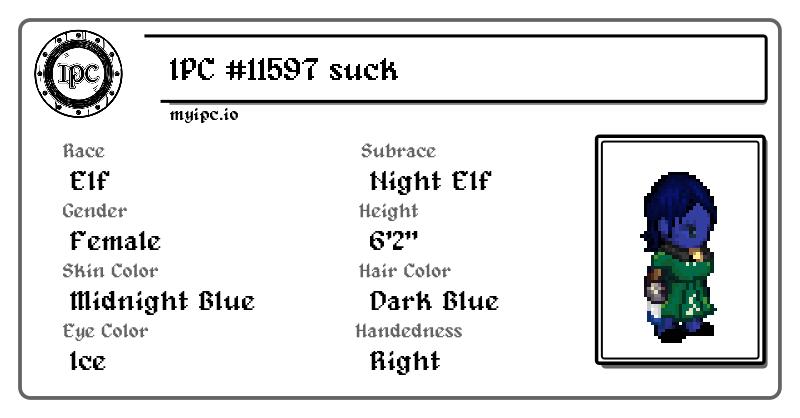 IPC
IPC #11597 suck
myipc.io
Race
Elf
Subrace
Night Elf
Gender
Female
Height
6'2"
Skin Color
Midnight Blue
Hair Color
Dark Blue
Eye Color
Ice
Handedness
Right